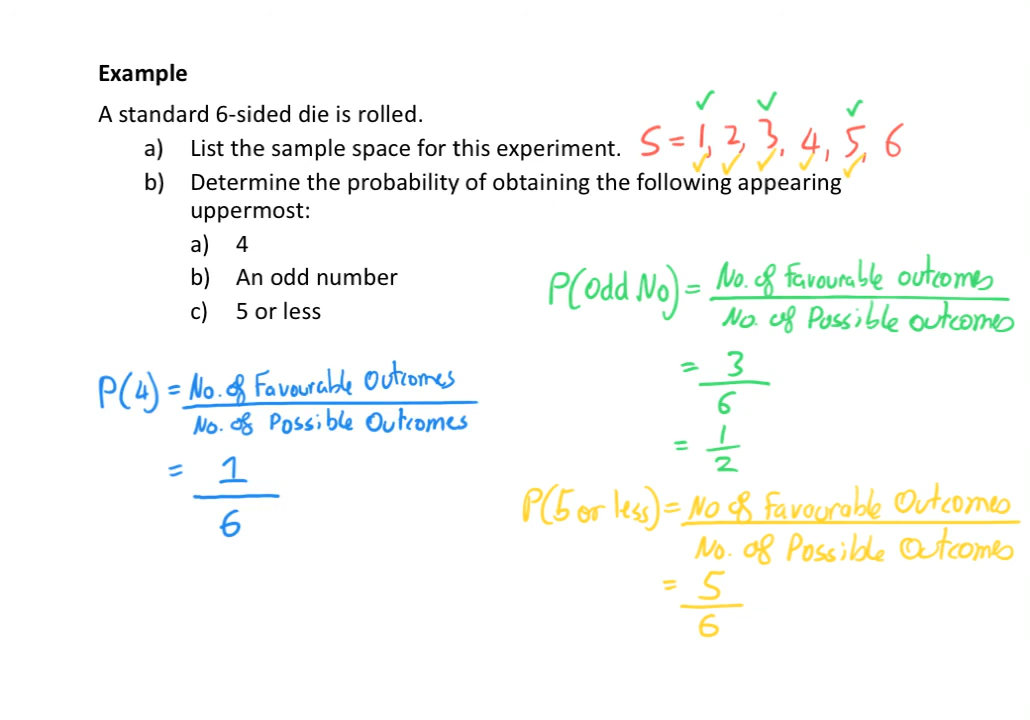 Example
A standard 6-sided die is rolled.
a) List the sample space for this experiment. S = 1, 2, 3, 4, 5, 6
b) Determine the probability of obtaining the following appearing
uppermost:
a) 4
b) An odd number
c) 5 or less
P(Odd No) = No. of favourable outcomes
No. of Possible outcomes
= 3
6
= 1
2
P(4) = No. of Favourable Outcomes
No. of Possible Outcomes
= 1
6
P(5 or less) = No of Favourable Outcomes
No. of Possible Outcomes
= 5
6